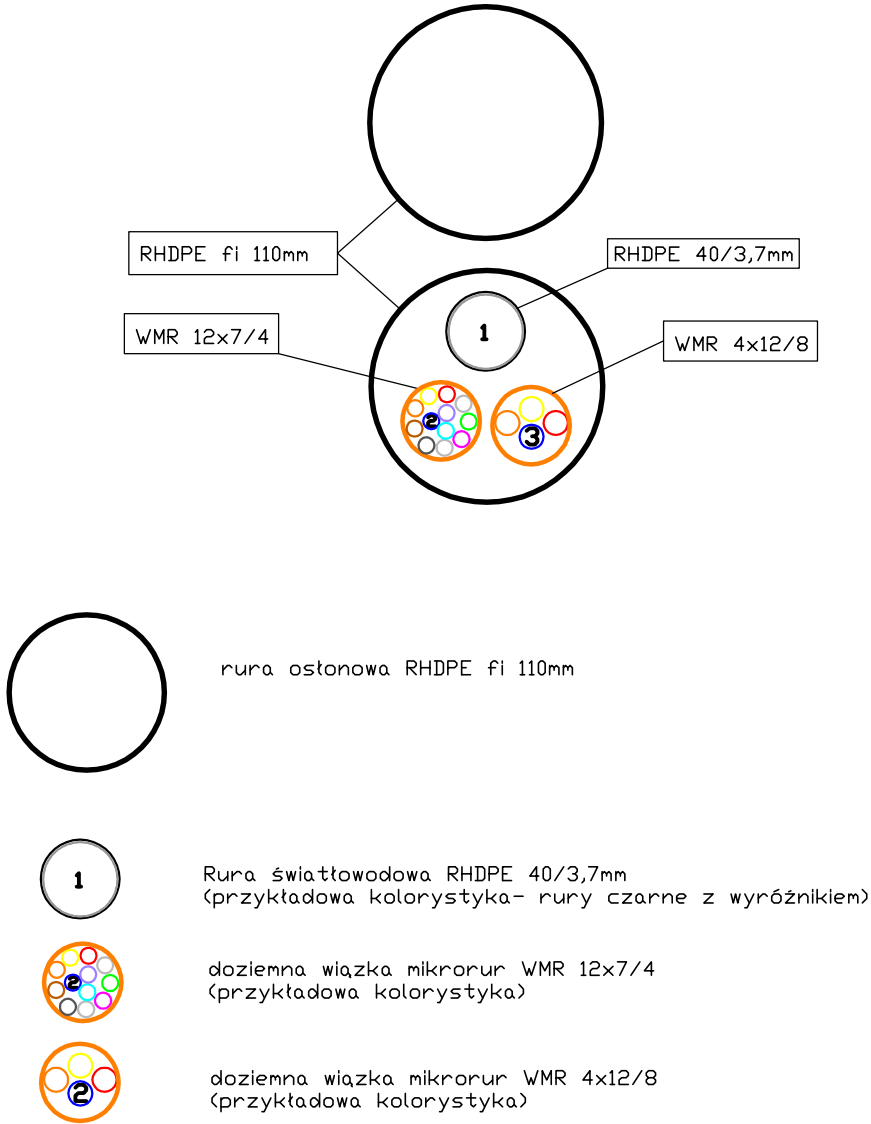 RHDPE fi 110mm
RHDPE 40/3,7mm
WMR 12x7/4
1
WMR 4x12/8
2
3
rura osłonowa RHDPE fi 110mm
1
Rura światłowodowa RHDPE 40/3,7mm
(przykładowa kolorystyka- rury czarne z wyróźnikiem)
2
doziemna wiązka mikrorur WMR 12x7/4
(przykładowa kolorystyka)
2
doziemna wiązka mikrorur WMR 4x12/8
(przykładowa kolorystyka)